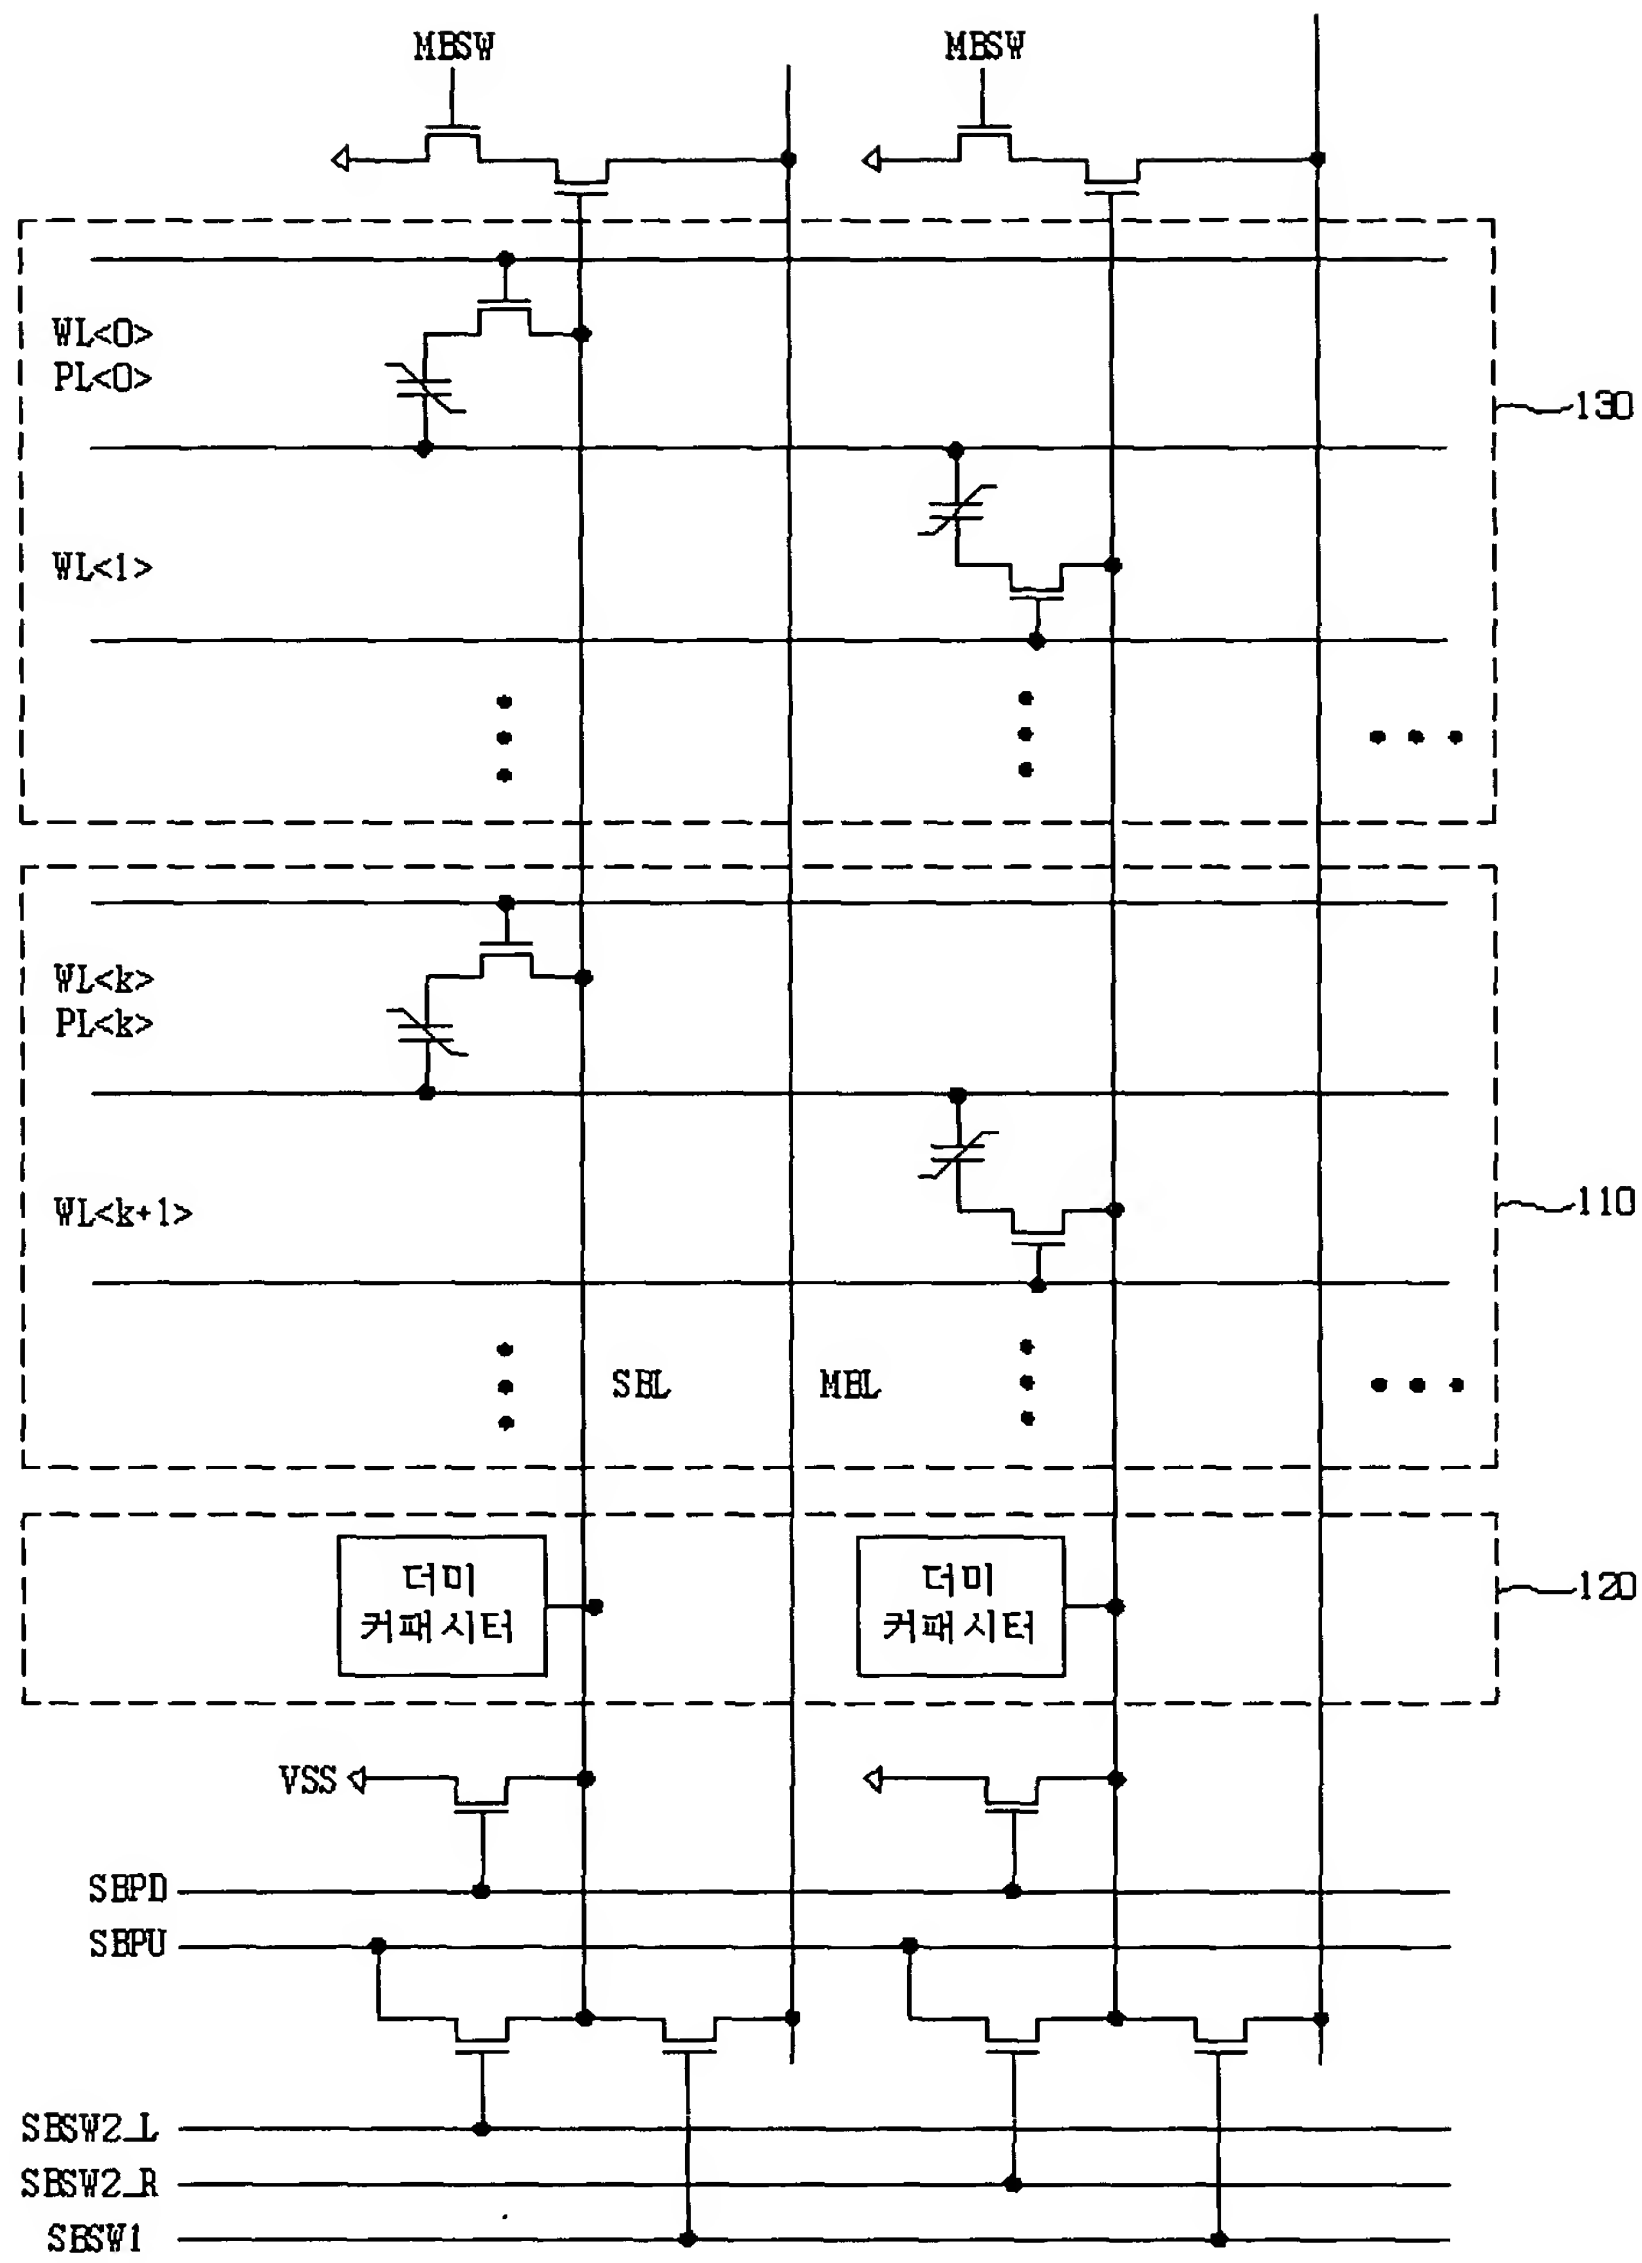 MBSW MBSW
WL<0>
PL<0>
130
WL<1>
WL<k>
PL<k>
WL<k+1>
110
SBL MBL
더미 더미
커패시터 커패시터
120
VSS
SBPD
SBPU
SBSW2_L
SBSW2_R
SBSW1